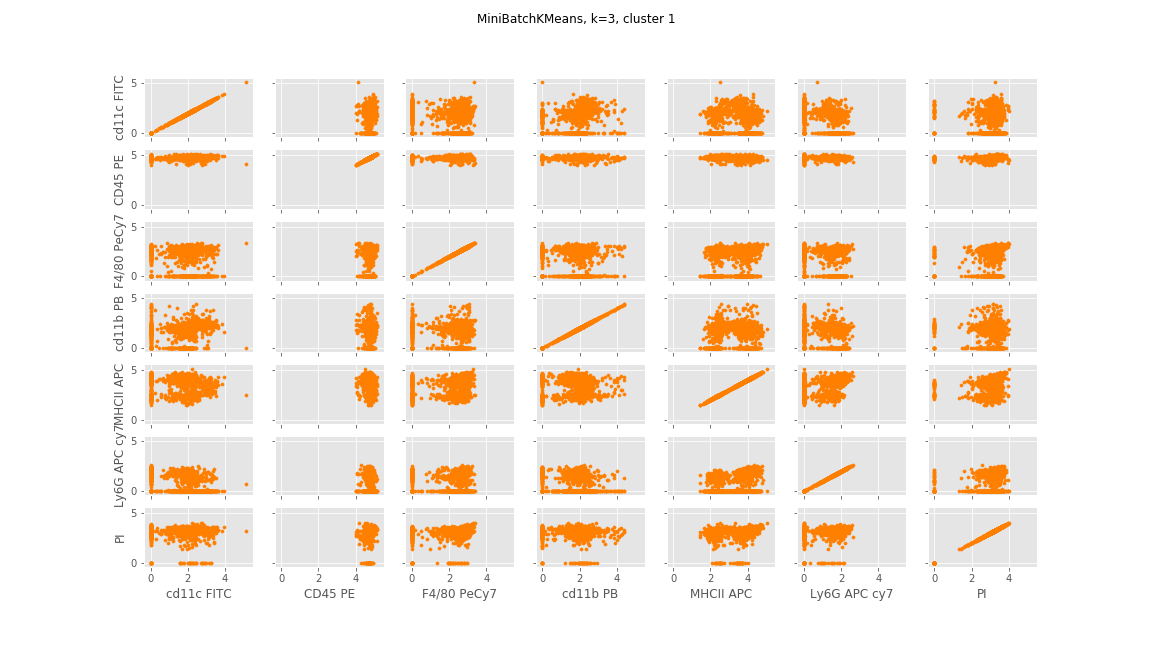 MiniBatchKMeans, k=3, cluster 1
cd11c FITC
5
0
CD45 PE
5
0
F4/80 PeCy7
5
0
cd11b PB
5
0
MHCII APC
5
0
Ly6G APC cy7
5
0
PI
5
0
0 2 4 0 2 4 0 2 4 0 2 4 0 2 4 0 2 4 0 2 4
cd11c FITC CD45 PE F4/80 PeCy7 cd11b PB MHCII APC Ly6G APC cy7 PI